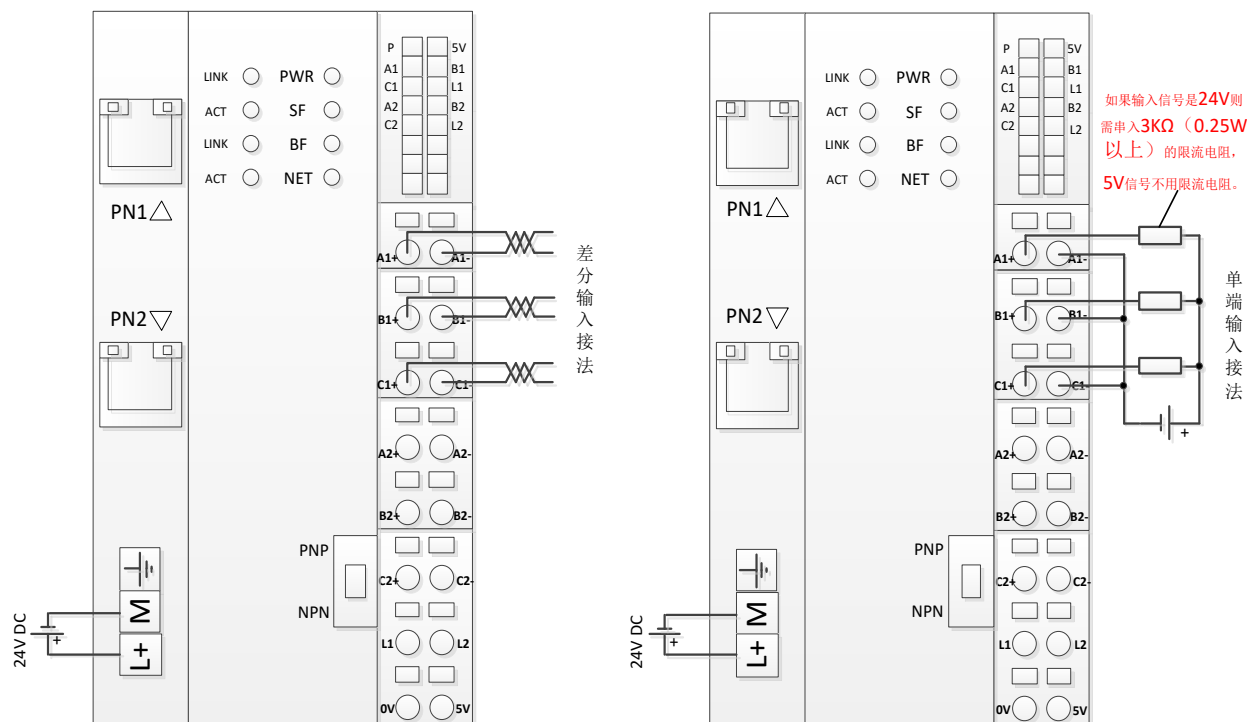 P 5V
A1 B1
C1 L1
A2 B2
C2 L2
LINK PWR
ACT SF
LINK BF
ACT NET
PN1
PN2
A1+ A1-
B1+ B1-
C1+ C1-
A2+ A2-
B2+ B2-
C2+ C2-
L1 L2
0V 5V
差分输入接法
PNP
NPN
M
L+
24V DC
+
P 5V
A1 B1
C1 L1
A2 B2
C2 L2
LINK PWR
ACT SF
LINK BF
ACT NET
PN1
PN2
A1+ A1-
B1+ B1-
C1+ C1-
A2+ A2-
B2+ B2-
C2+ C2-
L1 L2
0V 5V
如果输入信号是24V则
需串入3KΩ（0.25W
以上）的限流电阻，
5V信号不用限流电阻。
单端输入接法
+
PNP
NPN
M
L+
24V DC
+